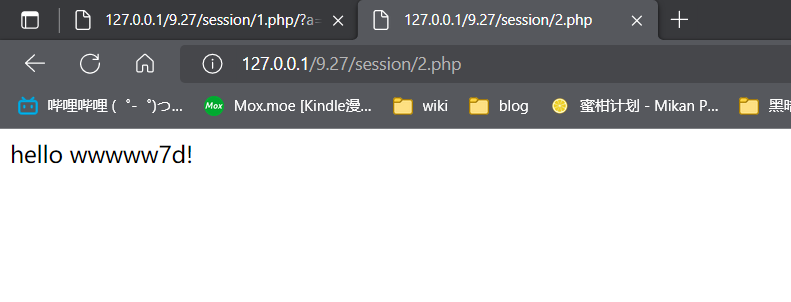 127.0.0.1/9.27/session/1.php/?a=
127.0.0.1/9.27/session/2.php
127.0.0.1/9.27/session/2.php
哔哩哔哩 ( ゜- ゜)つ... Mox Mox.moe [Kindle漫... wiki blog 蜜柑计划 - Mikan P... 黑暗
hello wwwww7d!